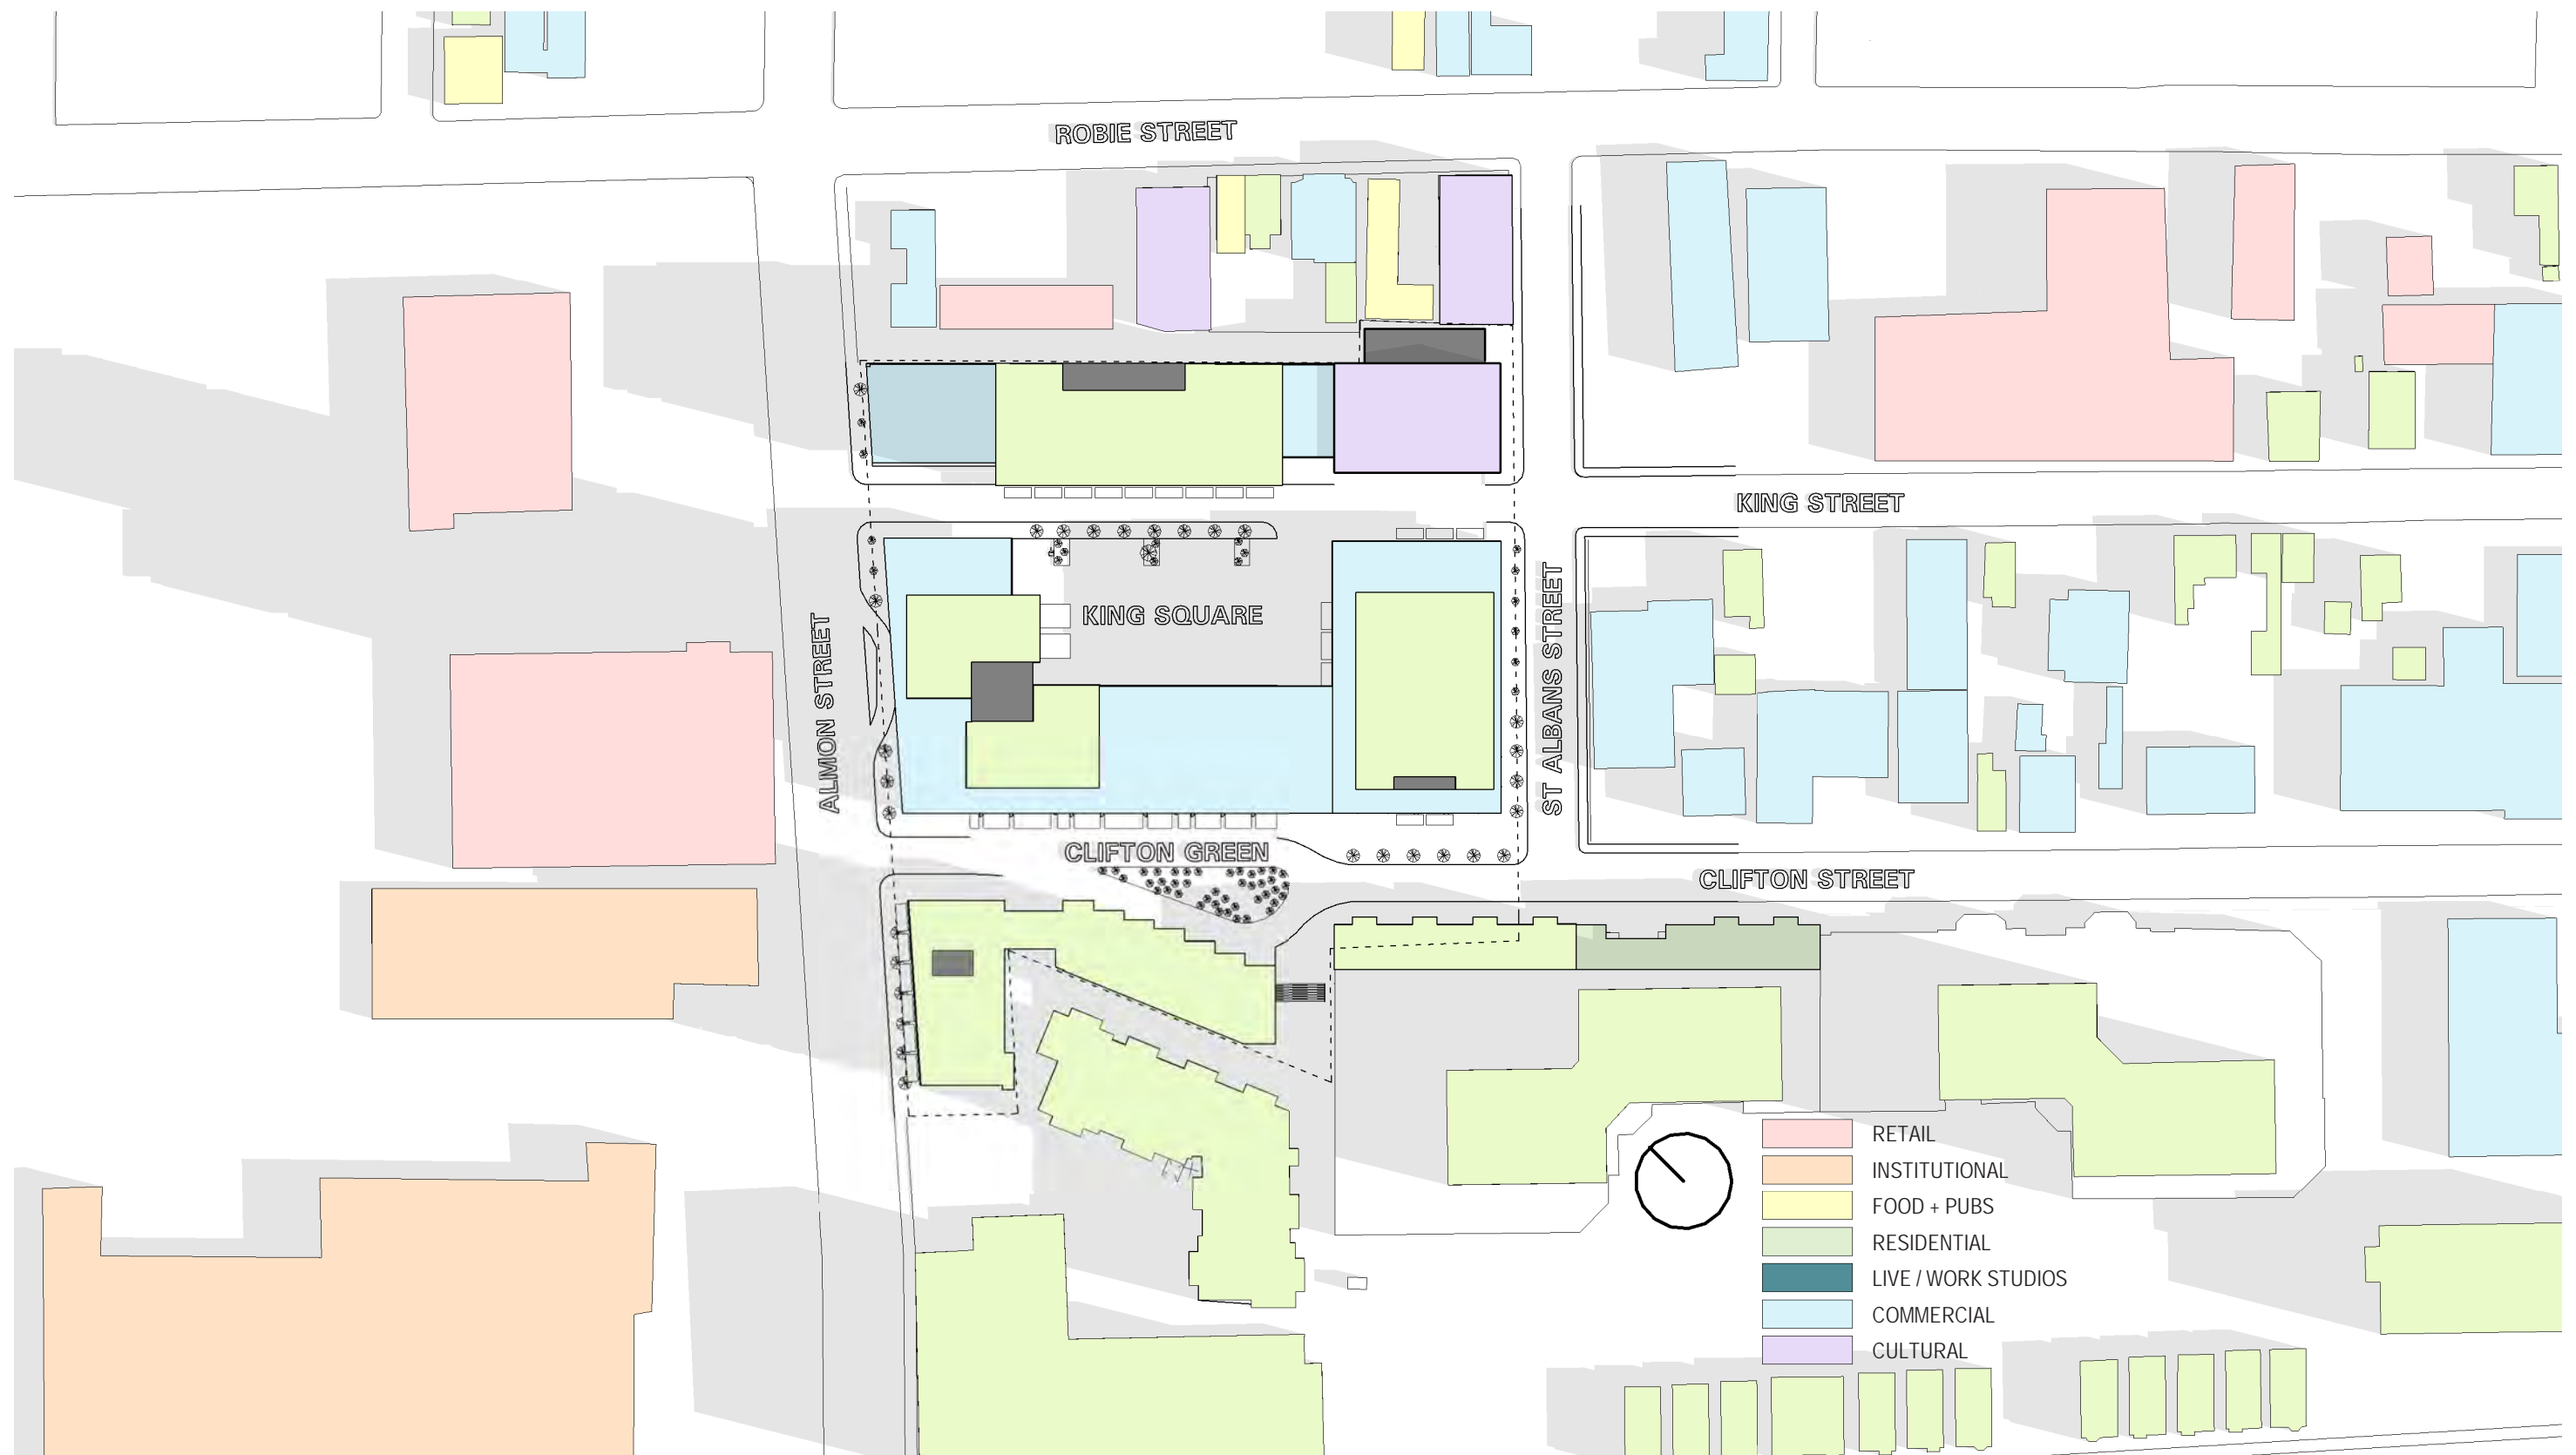 ROBIE STREET
KING STREET
KING SQUARE
ALMON STREET
ST ALBANS STREET
CLIFTON GREEN
CLIFTON STREET
RETAIL
INSTITUTIONAL
FOOD + PUBS
RESIDENTIAL
LIVE / WORK STUDIOS
COMMERCIAL
CULTURAL